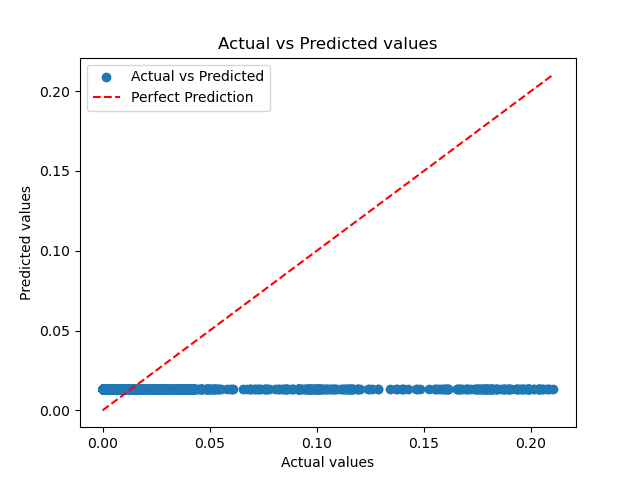 Actual vs Predicted values
Actual vs Predicted
Perfect Prediction
Predicted values
0.20
0.15
0.10
0.05
0.00
0.00 0.05 0.10 0.15 0.20
Actual values